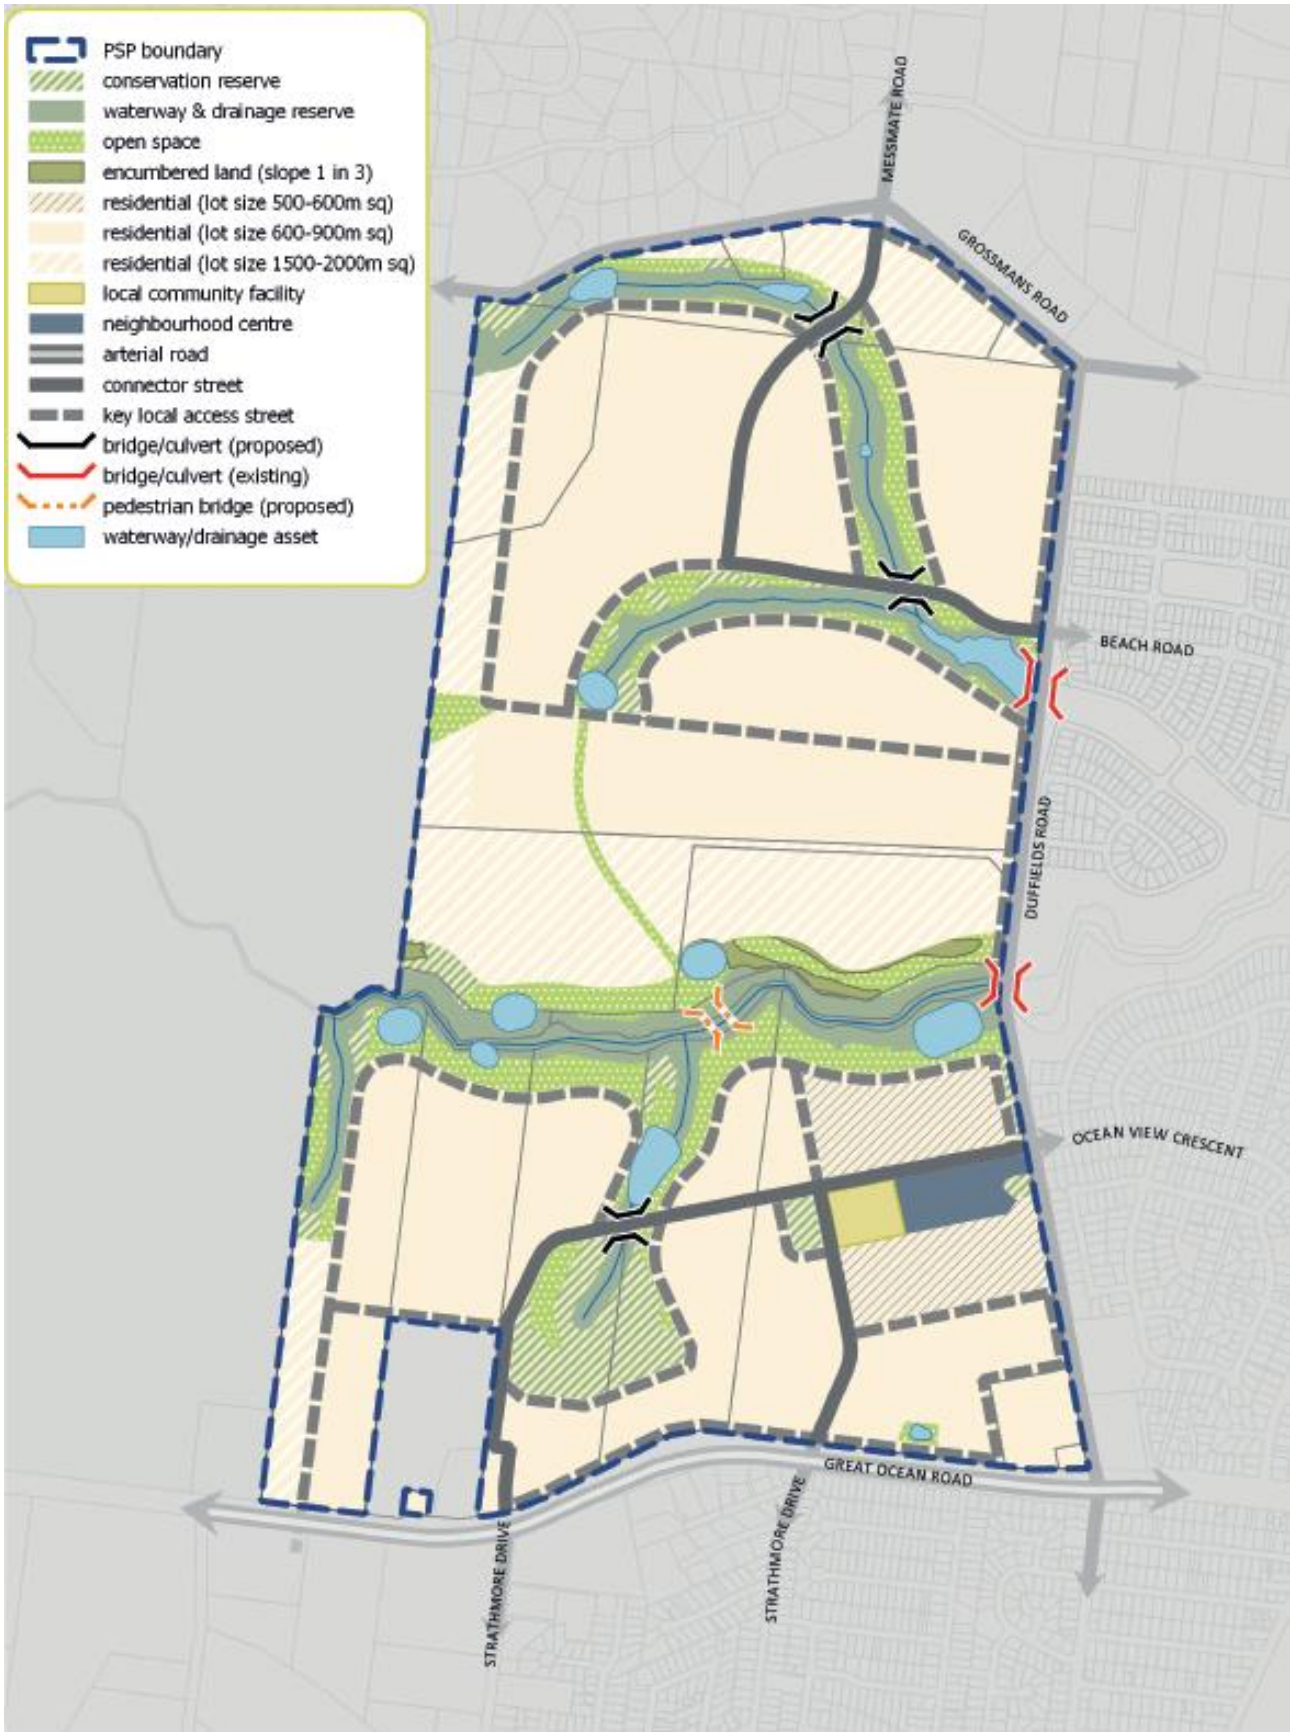 PSP boundary
conservation reserve
waterway & drainage reserve
open space
encumbered land (slope 1 in 3)
residential (lot size 500-600m sq)
residential (lot size 600-900m sq)
residential (lot size 1500-2000m sq)
local community facility
neighbourhood centre
arterial road
connector street
key local access street
bridge/culvert (proposed)
bridge/culvert (existing)
pedestrian bridge (proposed)
waterway/drainage asset
MESSMATE ROAD
GROSSMANS ROAD
BEACH ROAD
DUFFIELDS ROAD
OCEAN VIEW CRESCENT
GREAT OCEAN ROAD
STRATHMORE DRIVE
STRATHMORE DRIVE